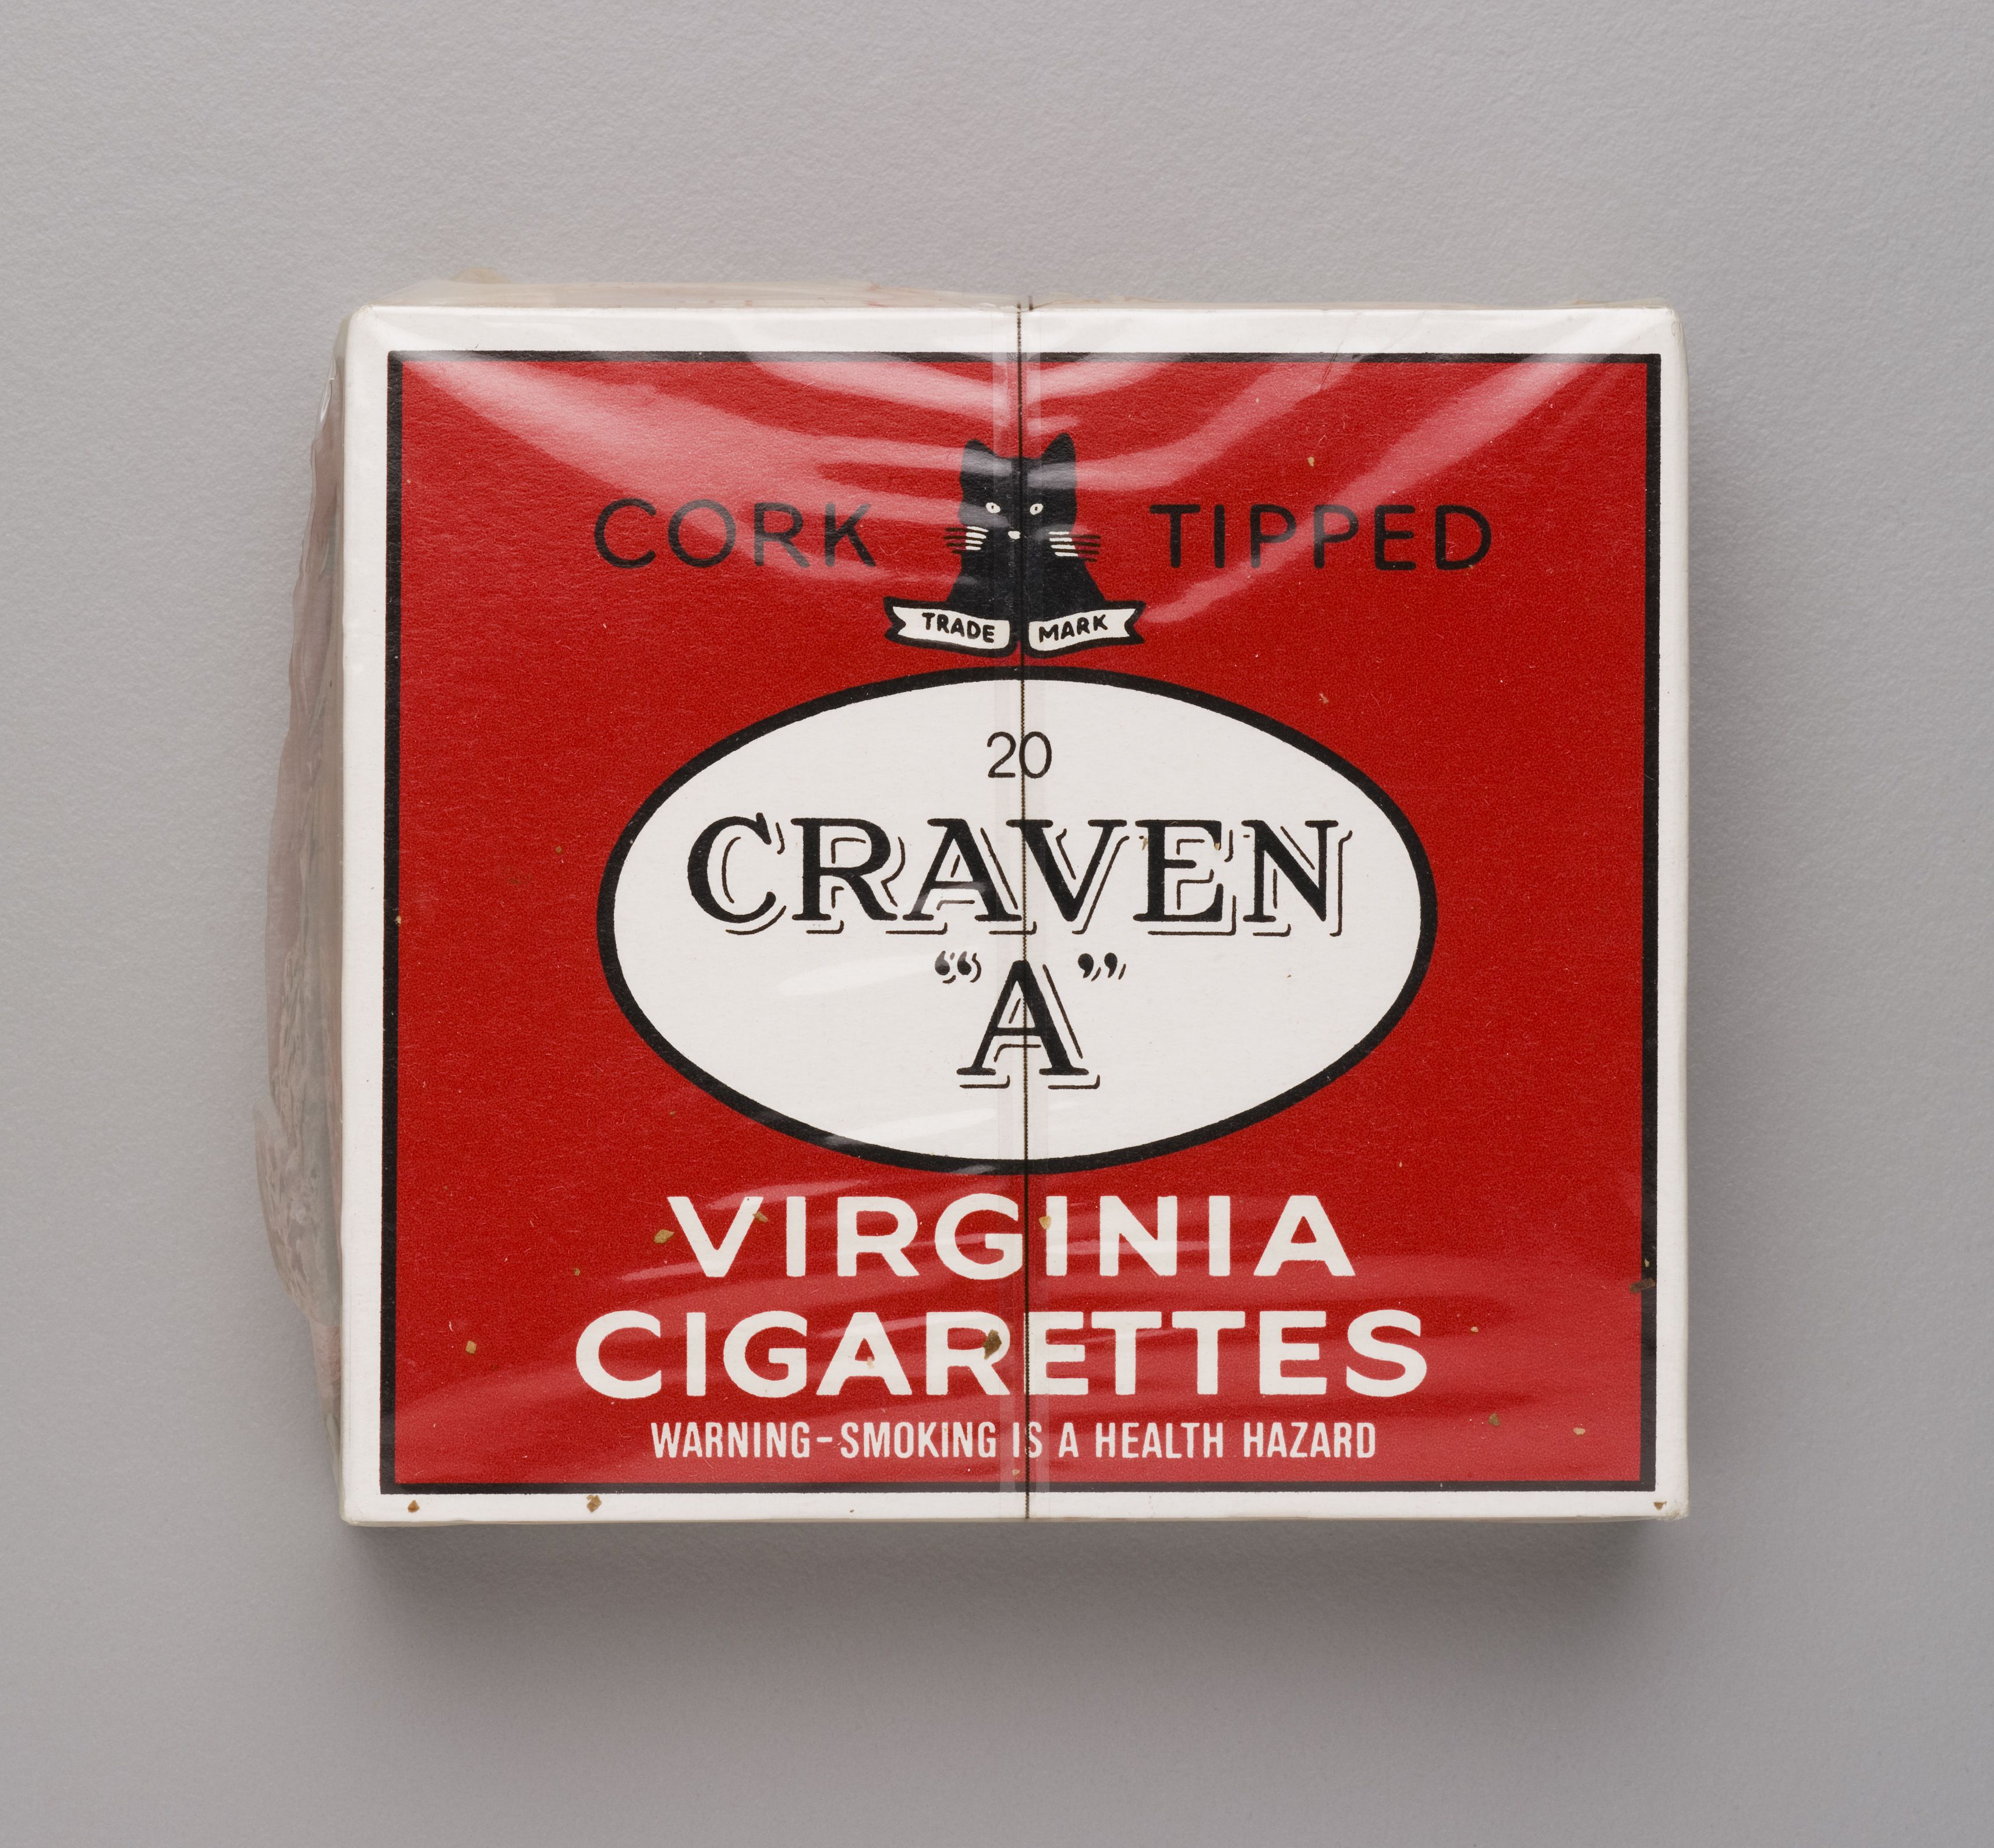 CORK TIPPED
TRADE MARK
20
CRAVEN
“A”
VIRGINIA
CIGARETTES
WARNING-SMOKING IS A HEALTH HAZARD